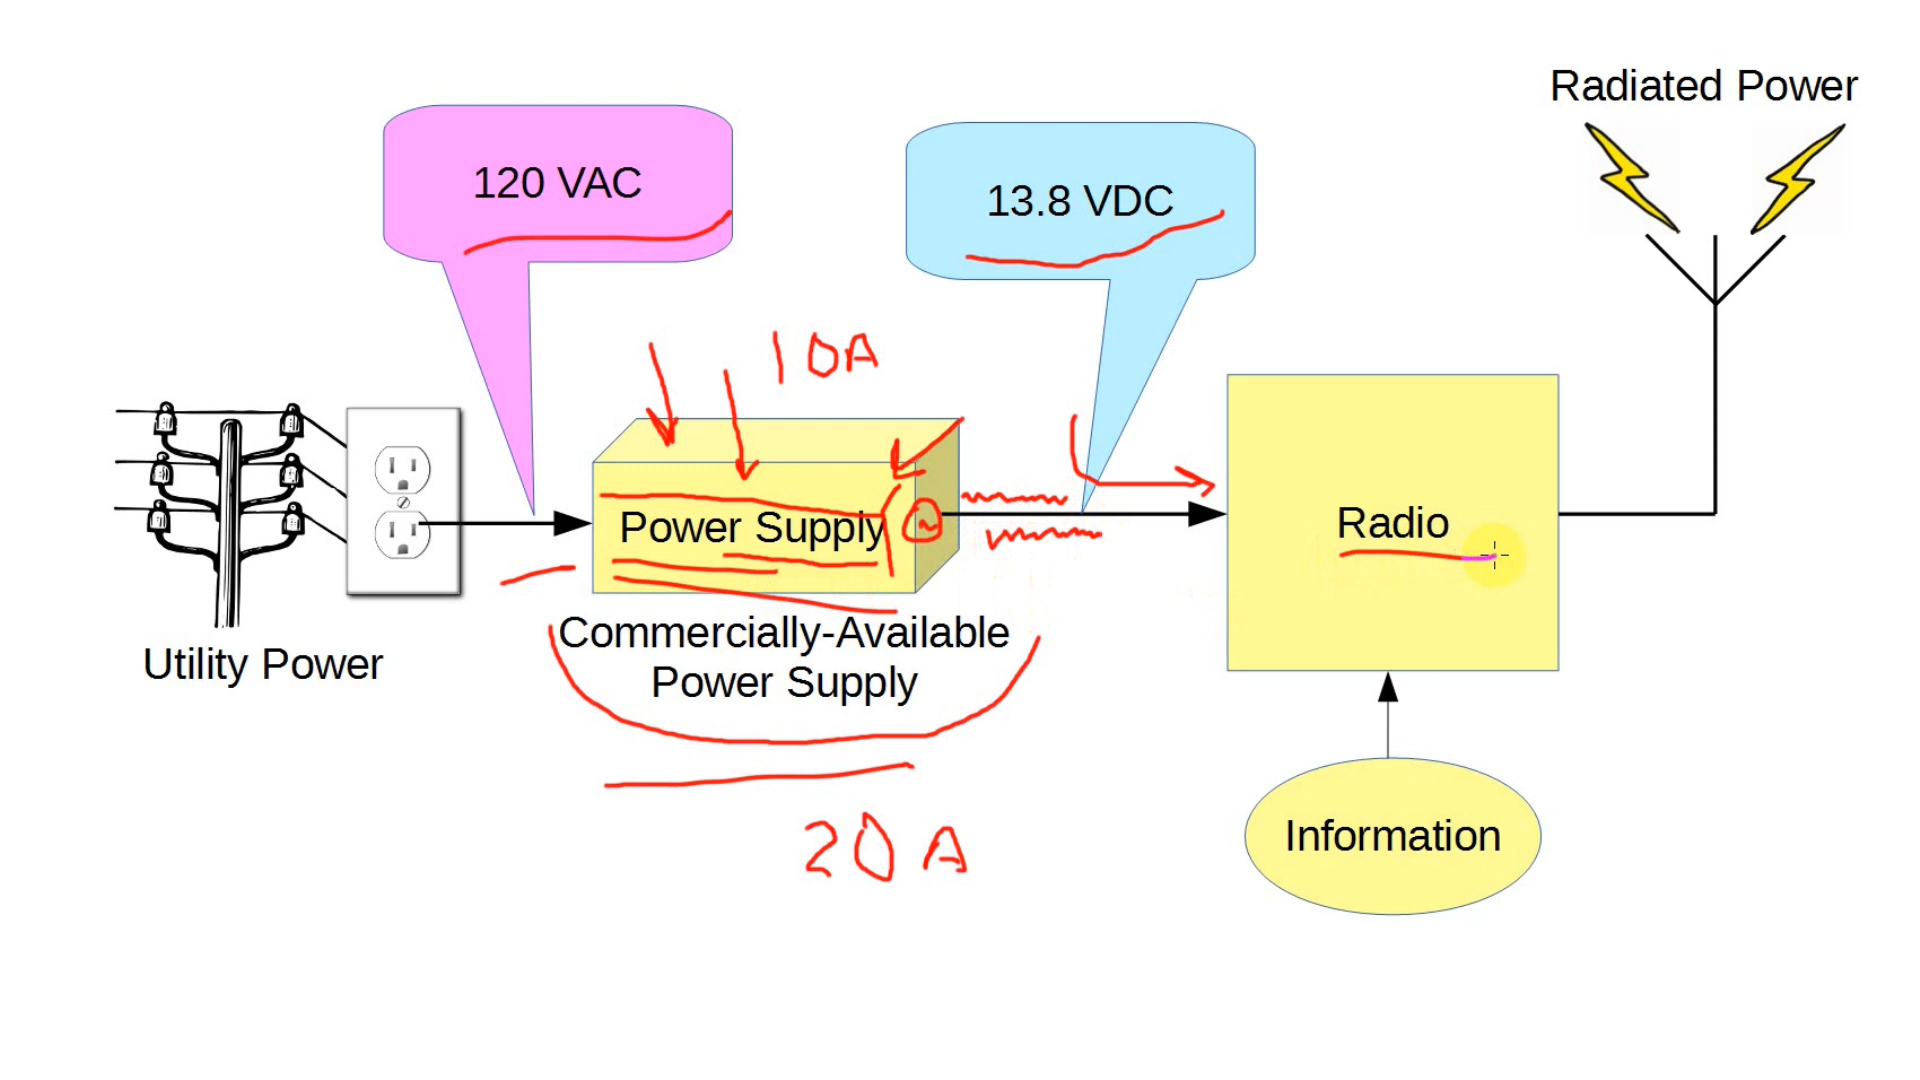 Radiated Power
120 VAC
13.8 VDC
10A
Power Supply
Radio
Commercially-Available
Power Supply
Utility Power
20A
Information